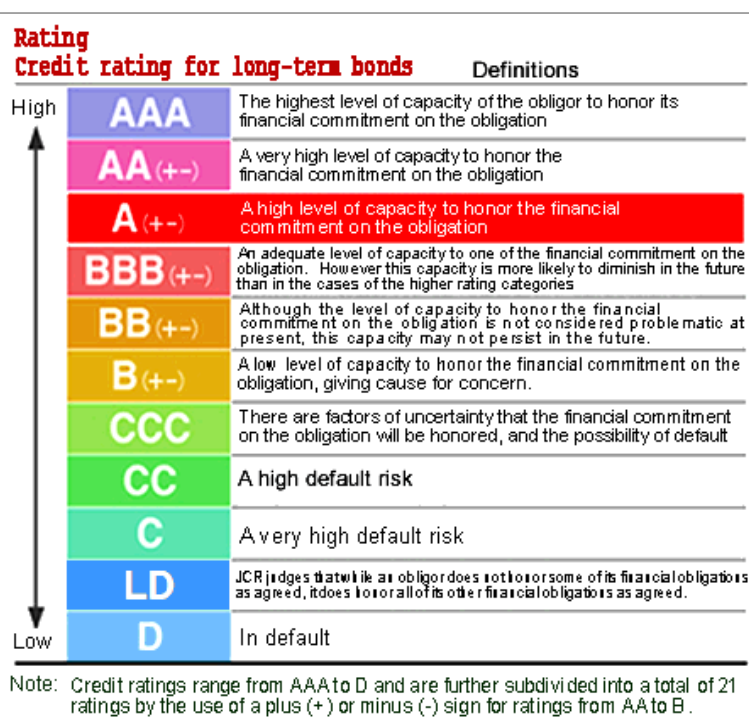 Rating
Credit rating for long-term bonds
Definitions
High
AAA
The highest level of capacity of the obligor to honor its
financial commitment on the obligation
AA (+-)
A very high level of capacity to honor the
financial commitment on the obligation
A (+-)
A high level of capacity to honor the financial
commitment on the obligation
BBB (+-)
An adequate level of capacity to one of the financial commitment on the
obligation. However this capacity is more likely to diminish in the future
than in the cases of the higher rating categories
BB (+-)
Although the level of capacity to honor the financial
commitment on the obligation is not considered problematic at
present, this capacity may not persist in the future.
B (+-)
A low level of capacity to honor the financial commitment on the
obligation, giving cause for concern.
CCC
There are factors of uncertainty that the financial commitment
on the obligation will be honored, and the possibility of default
CC
A high default risk
C
A very high default risk
LD
JCR judges that while an obligor does not honor some of its financial obligations
as agreed, it does honor all of its other financial obligations as agreed.
Low
D
In default
Note: Credit ratings range from AAA to D and are further subdivided into a total of 21
ratings by the use of a plus (+) or minus (-) sign for ratings from AA to B.